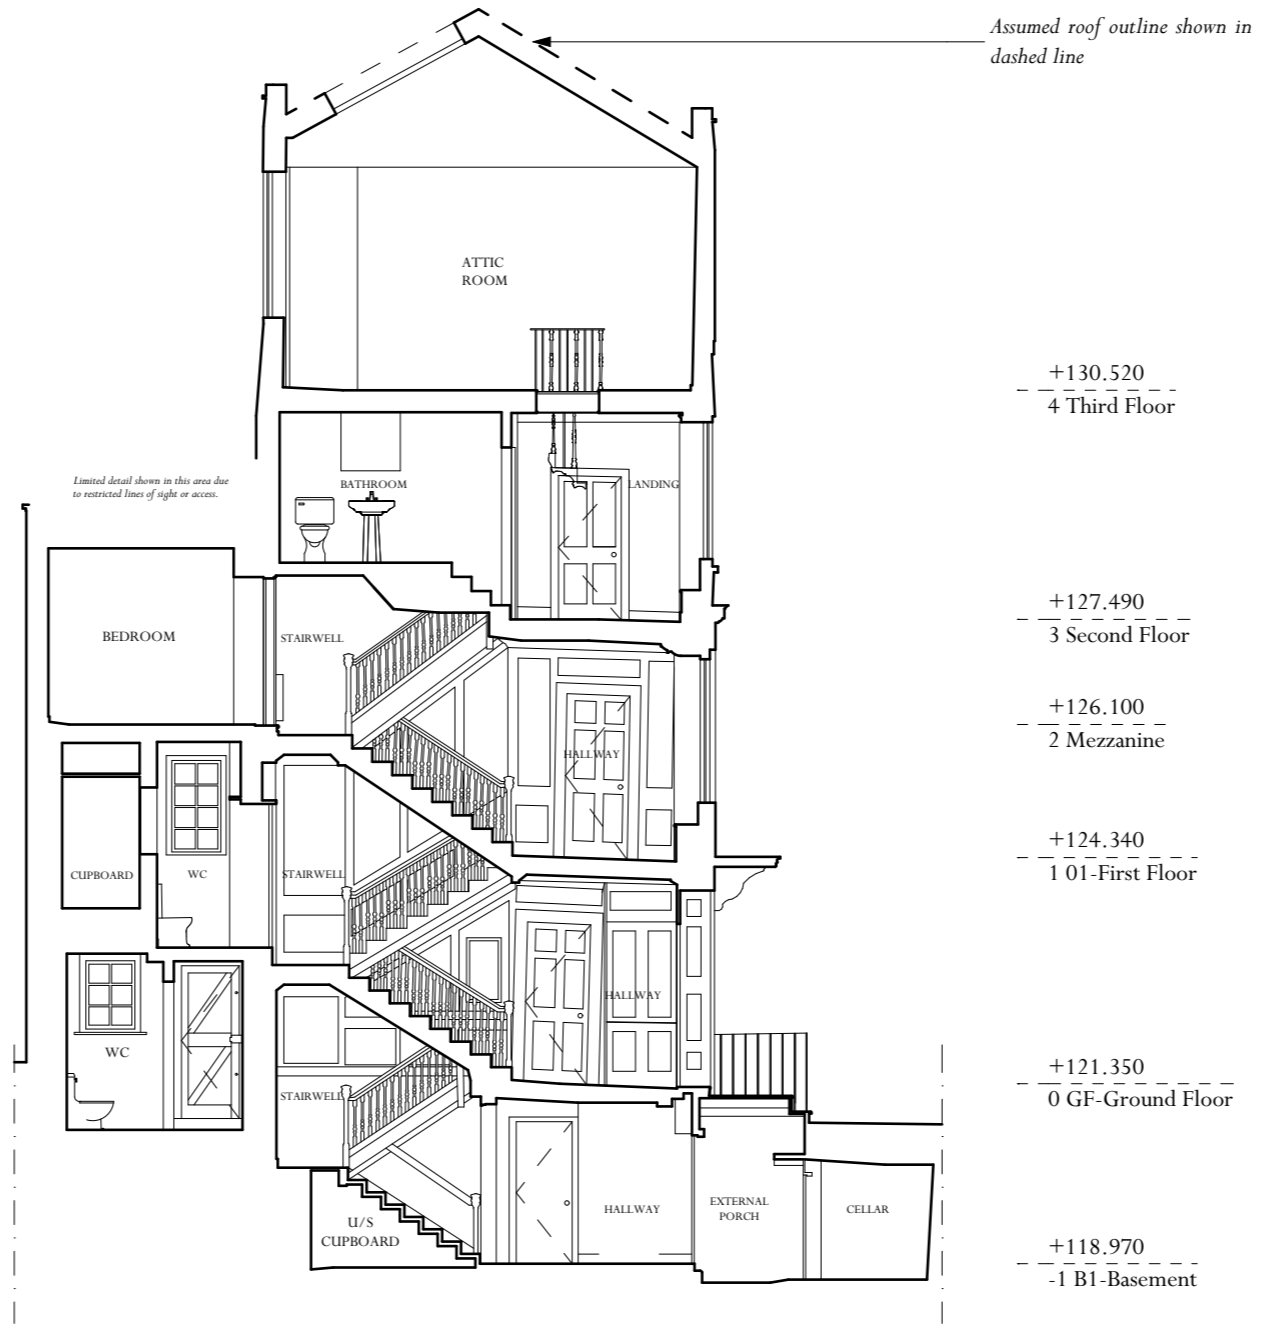 Assumed roof outline shown in
dashed line
ATTIC
ROOM
+130.520
4 Third Floor
Limited detail shown in this area due
to restricted lines of sight or access.
BATHROOM
LANDING
+127.490
3 Second Floor
BEDROOM
STAIRWELL
+126.100
2 Mezzanine
HALLWAY
+124.340
1 01-First Floor
CUPBOARD
WC
STAIRWELL
HALLWAY
WC
+121.350
0 GF-Ground Floor
STAIRWELL
U/S
CUPBOARD
HALLWAY
EXTERNAL
PORCH
CELLAR
+118.970
-1 B1-Basement